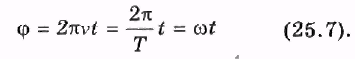 φ = 2πνt = 2π/T t = ωt (25.7).